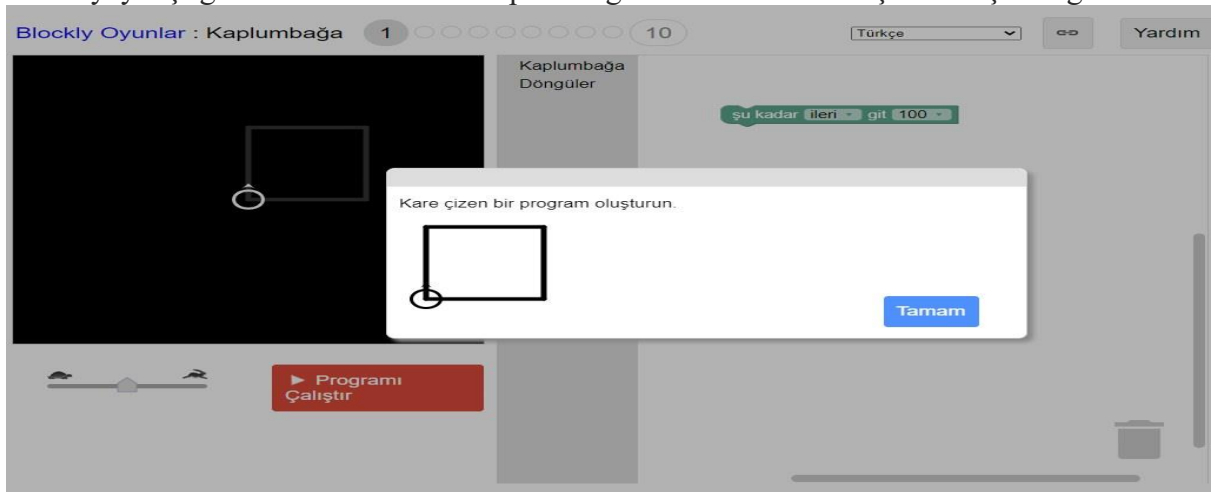 Blockly Oyunlar : Kaplumbağa 1 10 Türkçe Yardım
Kaplumbağa
Döngüler
şu kadar ileri git 100
Kare çizen bir program oluşturun.
Tamam
► Programı
Çalıştır